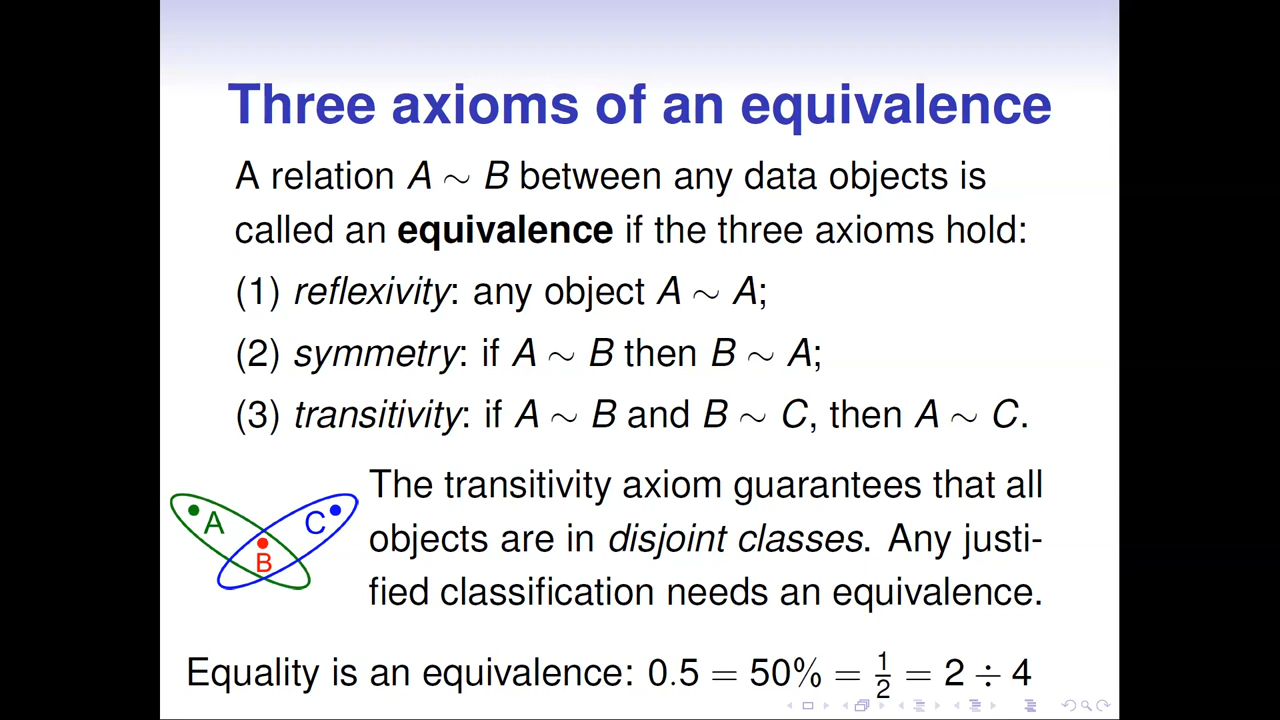 Three axioms of an equivalence
A relation A ∼ B between any data objects is
called an equivalence if the three axioms hold:
(1) reflexivity: any object A ∼ A;
(2) symmetry: if A ∼ B then B ∼ A;
(3) transitivity: if A ∼ B and B ∼ C, then A ∼ C.
A
B
C
The transitivity axiom guarantees that all
objects are in disjoint classes. Any justi-
fied classification needs an equivalence.
Equality is an equivalence: 0.5 = 50% = 1/2 = 2 ÷ 4